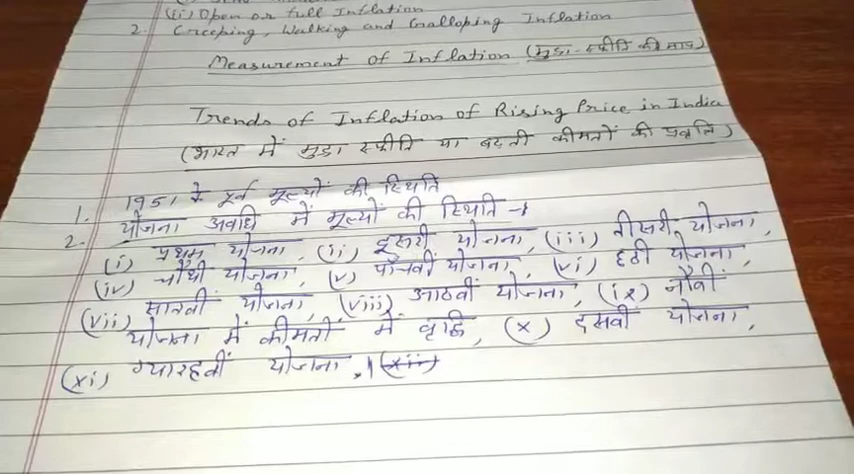 (ii) Open or full Inflation
2. Creeping, Walking and Galloping Inflation
Measurement of Inflation (मुद्रा-स्फीति की माप)
Trends of Inflation of Rising Price in India
(भारत में मुद्रा स्फीति या बढ़ती कीमतों की प्रवृत्ति)
1. 1951 के पूर्व मूल्यों की स्थिति
2. योजना अवधि में मूल्यों की स्थिति →
(i) प्रथम योजना, (ii) दूसरी योजना, (iii) तीसरी योजना,
(iv) चौथी योजना, (v) पाँचवीं योजना, (vi) छठी योजना,
(vii) सातवीं योजना, (viii) आठवीं योजना, (ix) नौवीं
योजना में कीमतों में वृद्धि, (x) दसवीं योजना,
(xi) ग्यारहवीं योजना,। (xii)